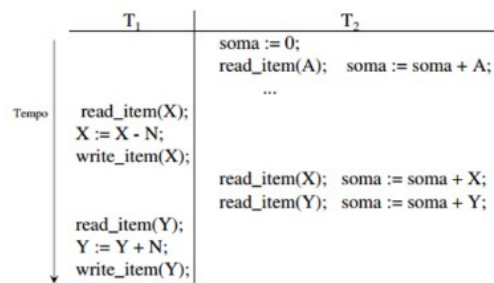 T₁ T₂
soma := 0;
read_item(A); soma := soma + A;
...
Tempo
read_item(X);
X := X - N;
write_item(X);
read_item(X); soma := soma + X;
read_item(Y); soma := soma + Y;
read_item(Y);
Y := Y + N;
write_item(Y);